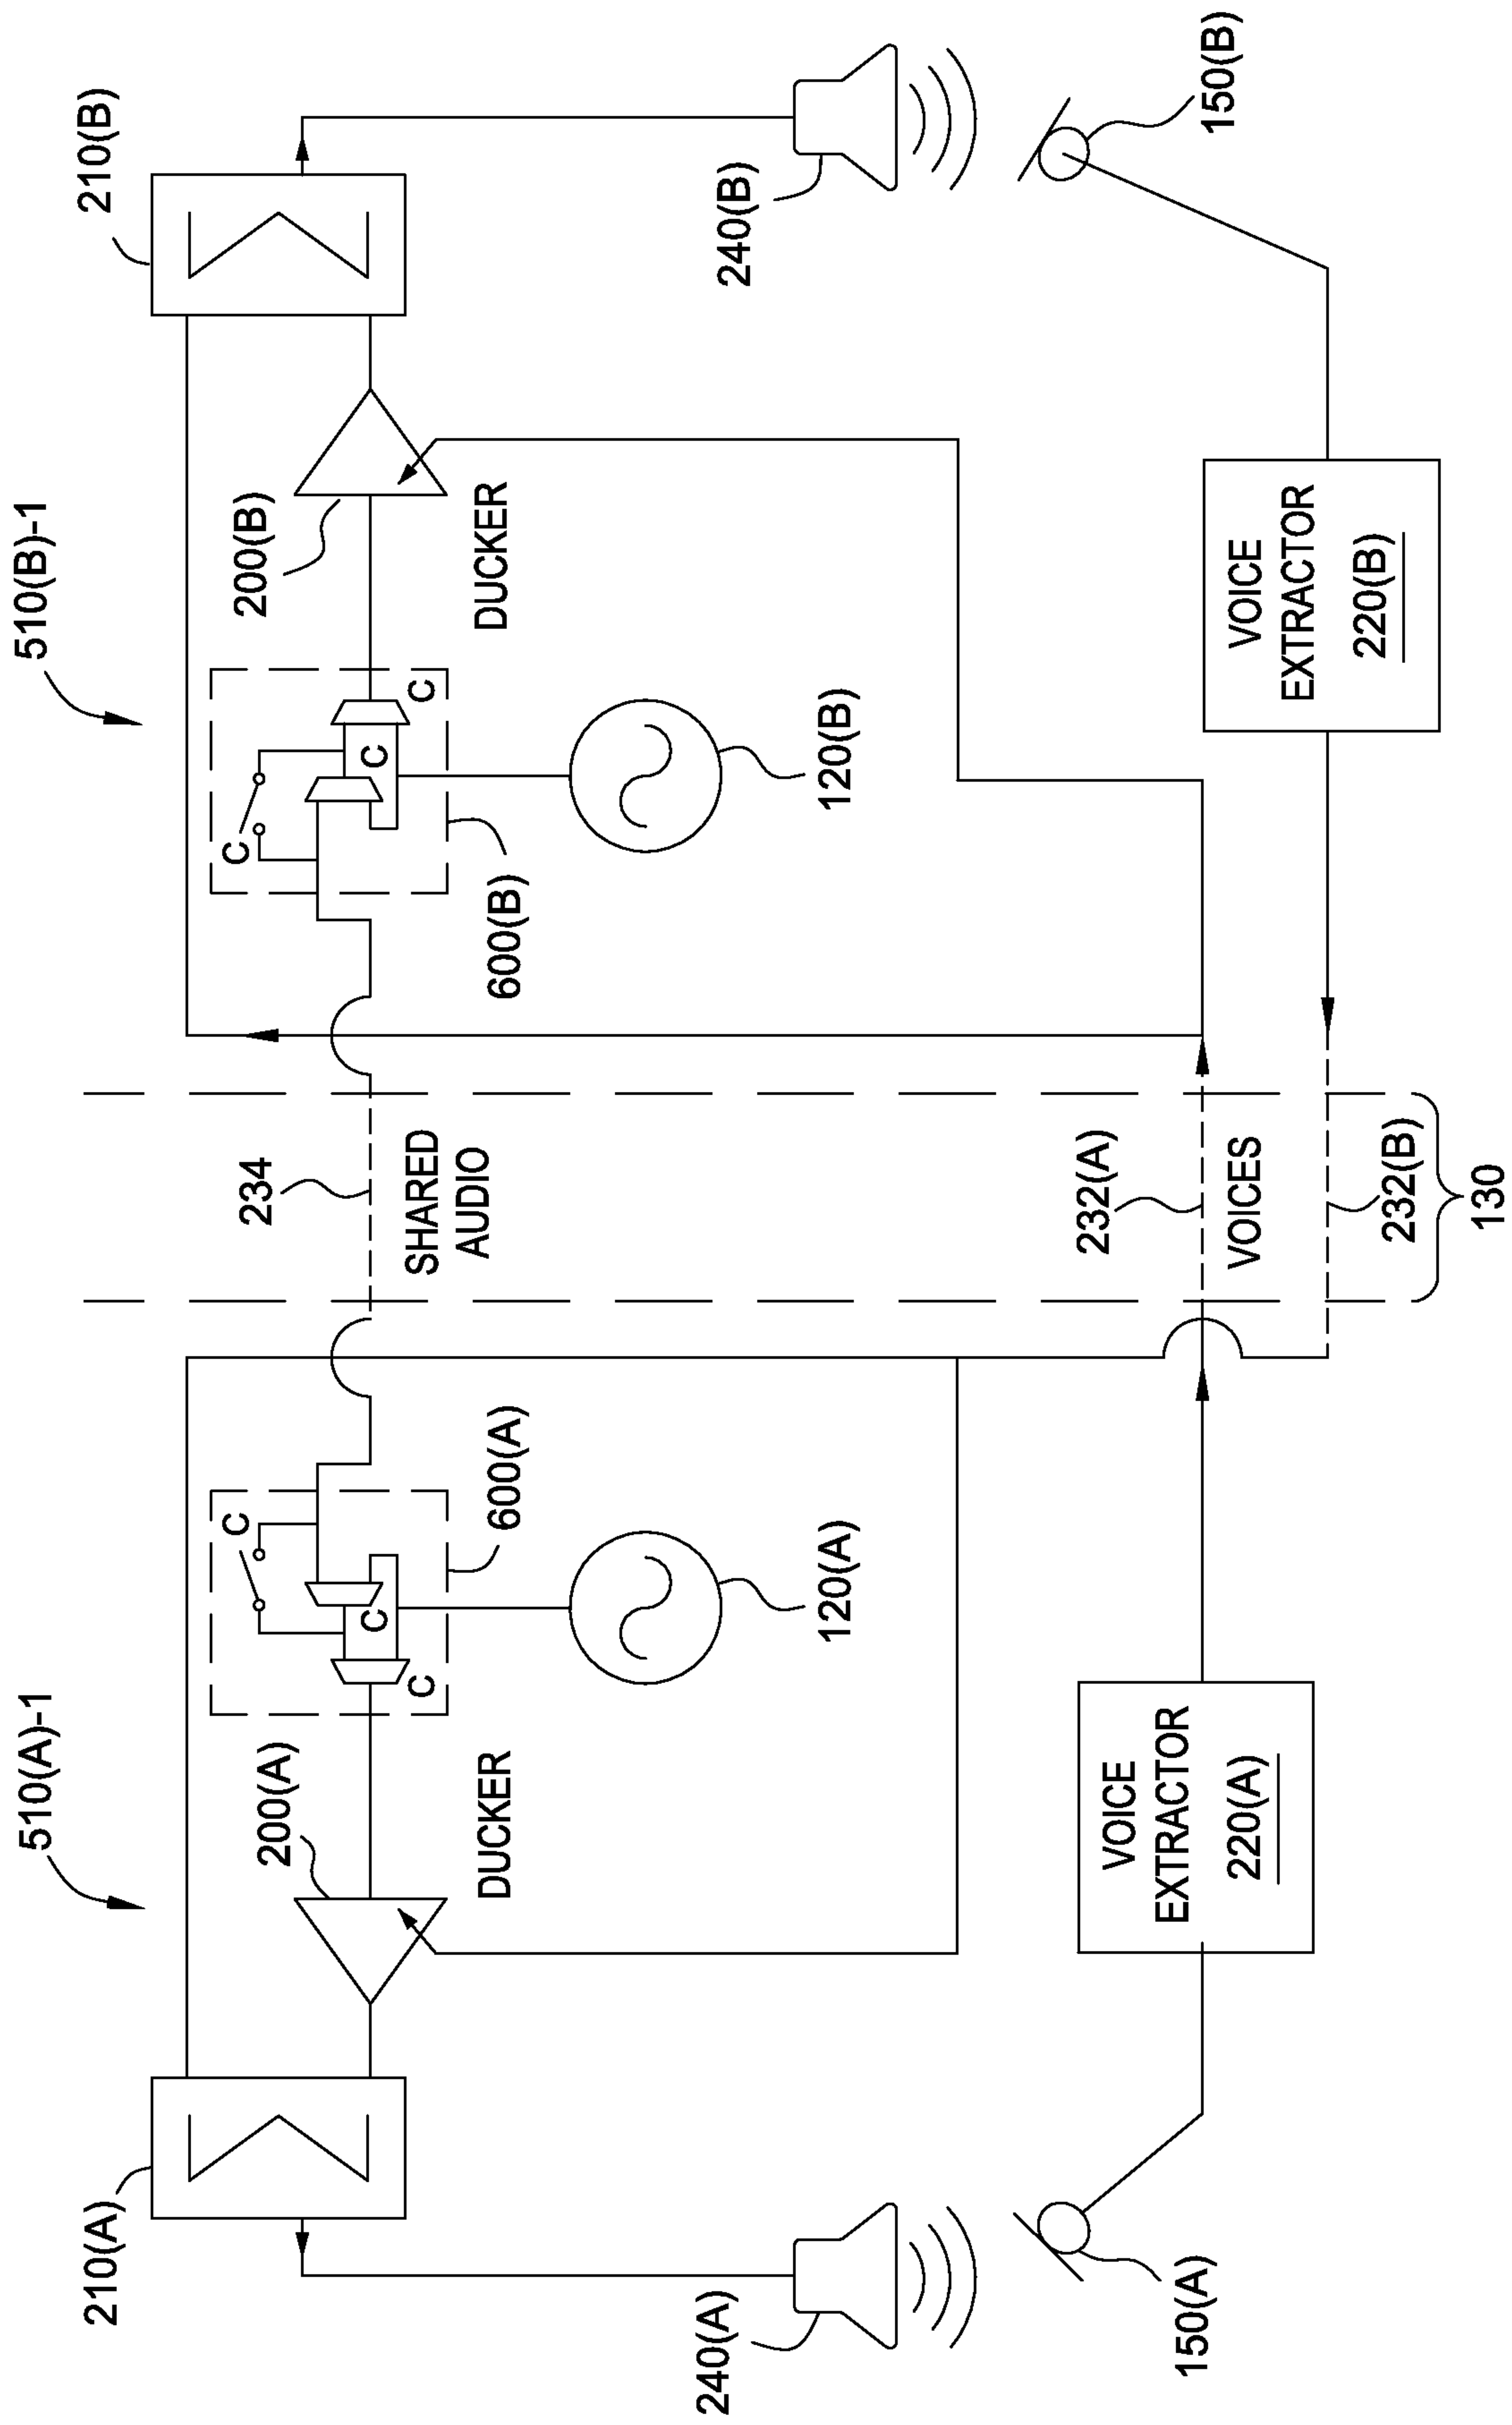 510(A)-1
510(B)-1
210(A)
200(A)
C
C
C
234
C
C
C
200(B)
210(B)
DUCKER
600(A)
SHARED
AUDIO
600(B)
DUCKER
240(A)
120(A)
120(B)
240(B)
150(A)
VOICE
EXTRACTOR
220(A)
232(A)
VOICES
232(B)
130
VOICE
EXTRACTOR
220(B)
150(B)